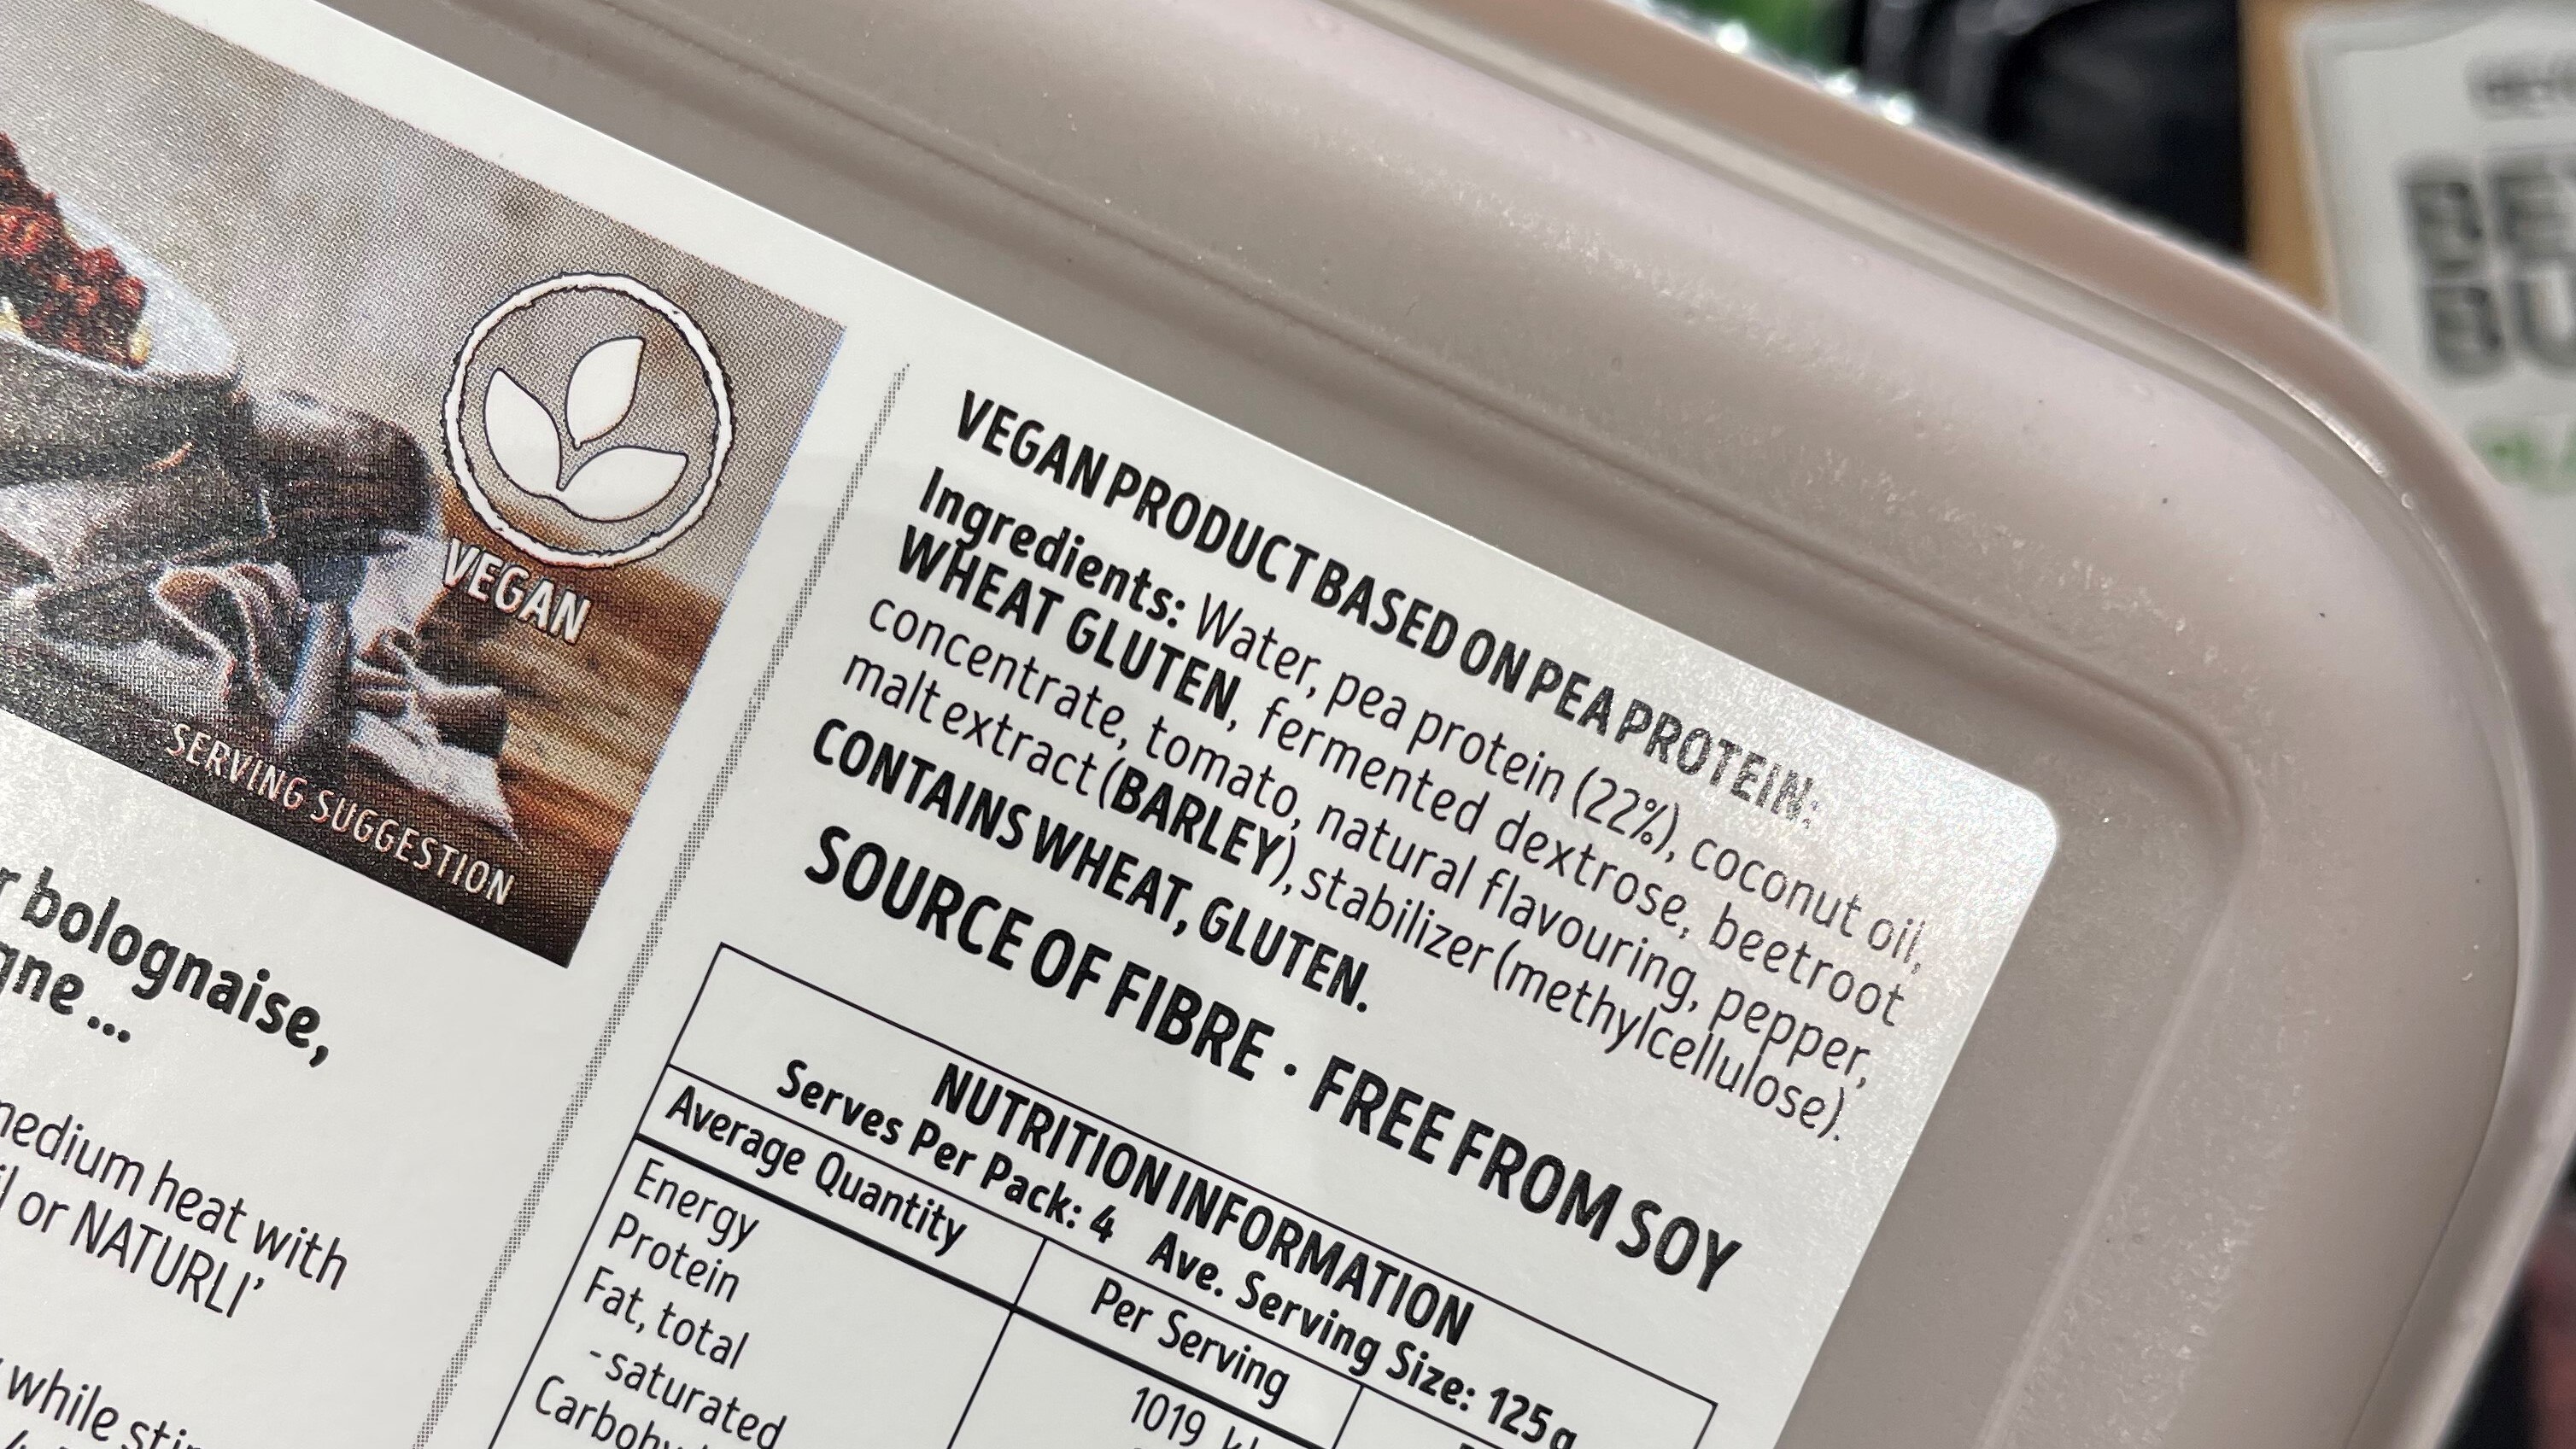 VEGAN
SERVING SUGGESTION
bolognaise,
...
medium heat with
or NATURLI'
while
VEGAN PRODUCT BASED ON PEA PROTEIN:
Ingredients: Water, pea protein (22%), coconut oil,
WHEAT GLUTEN, fermented dextrose, beetroot
concentrate, tomato, natural flavouring, pepper,
malt extract (BARLEY), stabilizer (methylcellulose).
CONTAINS WHEAT, GLUTEN.
SOURCE OF FIBRE · FREE FROM SOY
NUTRITION INFORMATION
Serves Per Pack: 4 Ave. Serving Size: 125g
Average Quantity Per Serving
Energy 1019
Protein
Fat, total
-saturated